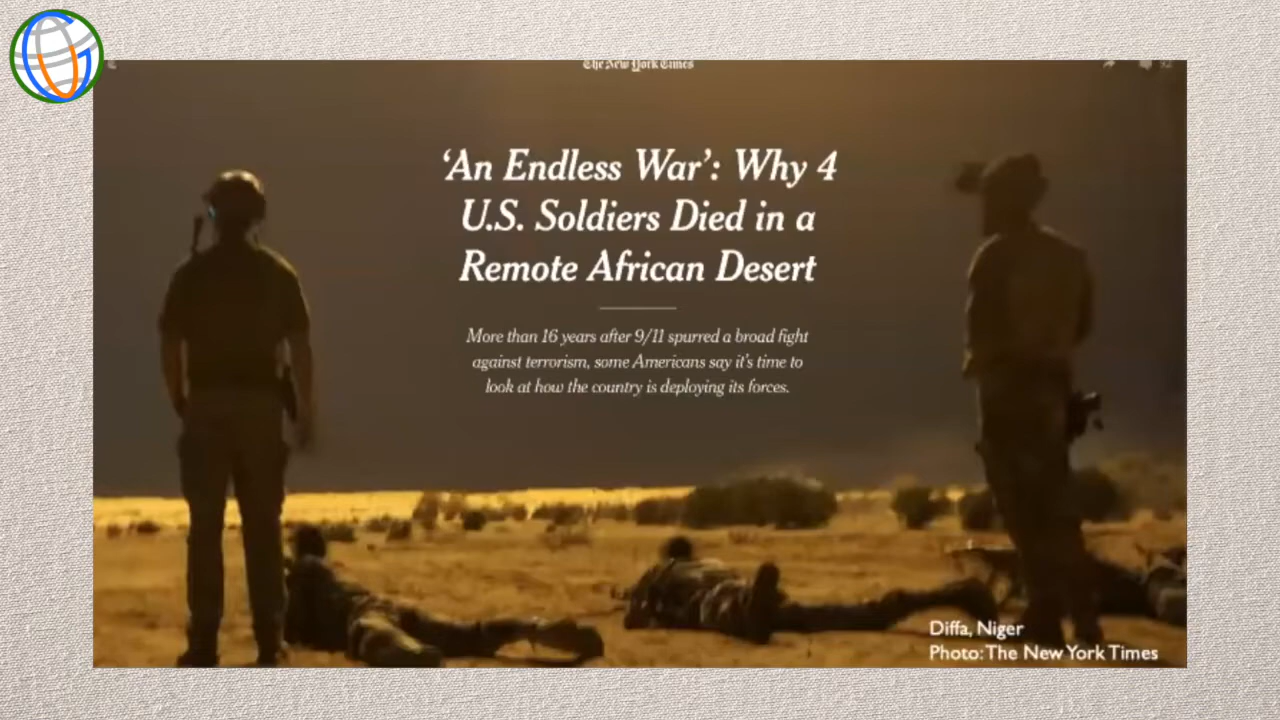 The New York Times
‘An Endless War’: Why 4
U.S. Soldiers Died in a
Remote African Desert
More than 16 years after 9/11 spurred a broad fight
against terrorism, some Americans say it’s time to
look at how the country is deploying its forces.
Diffa, Niger
Photo: The New York Times